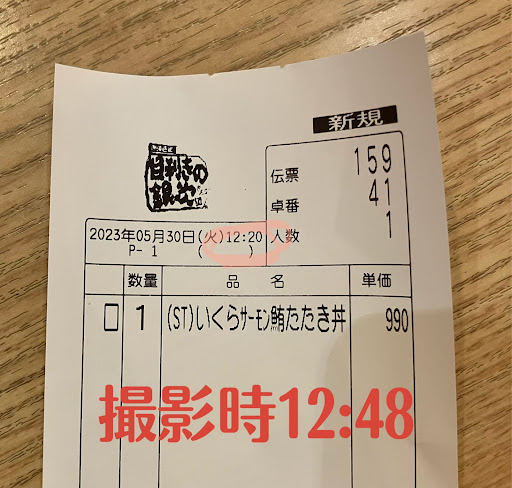 新規
目利きの
銀次
伝票 159
卓番 41
2023年05月30日(火)12:20 人数 1
P- 1 ( )
数量 品 名 単価
□ 1 (ST)いくらサーモン鮪たたき丼 990
撮影時12:48